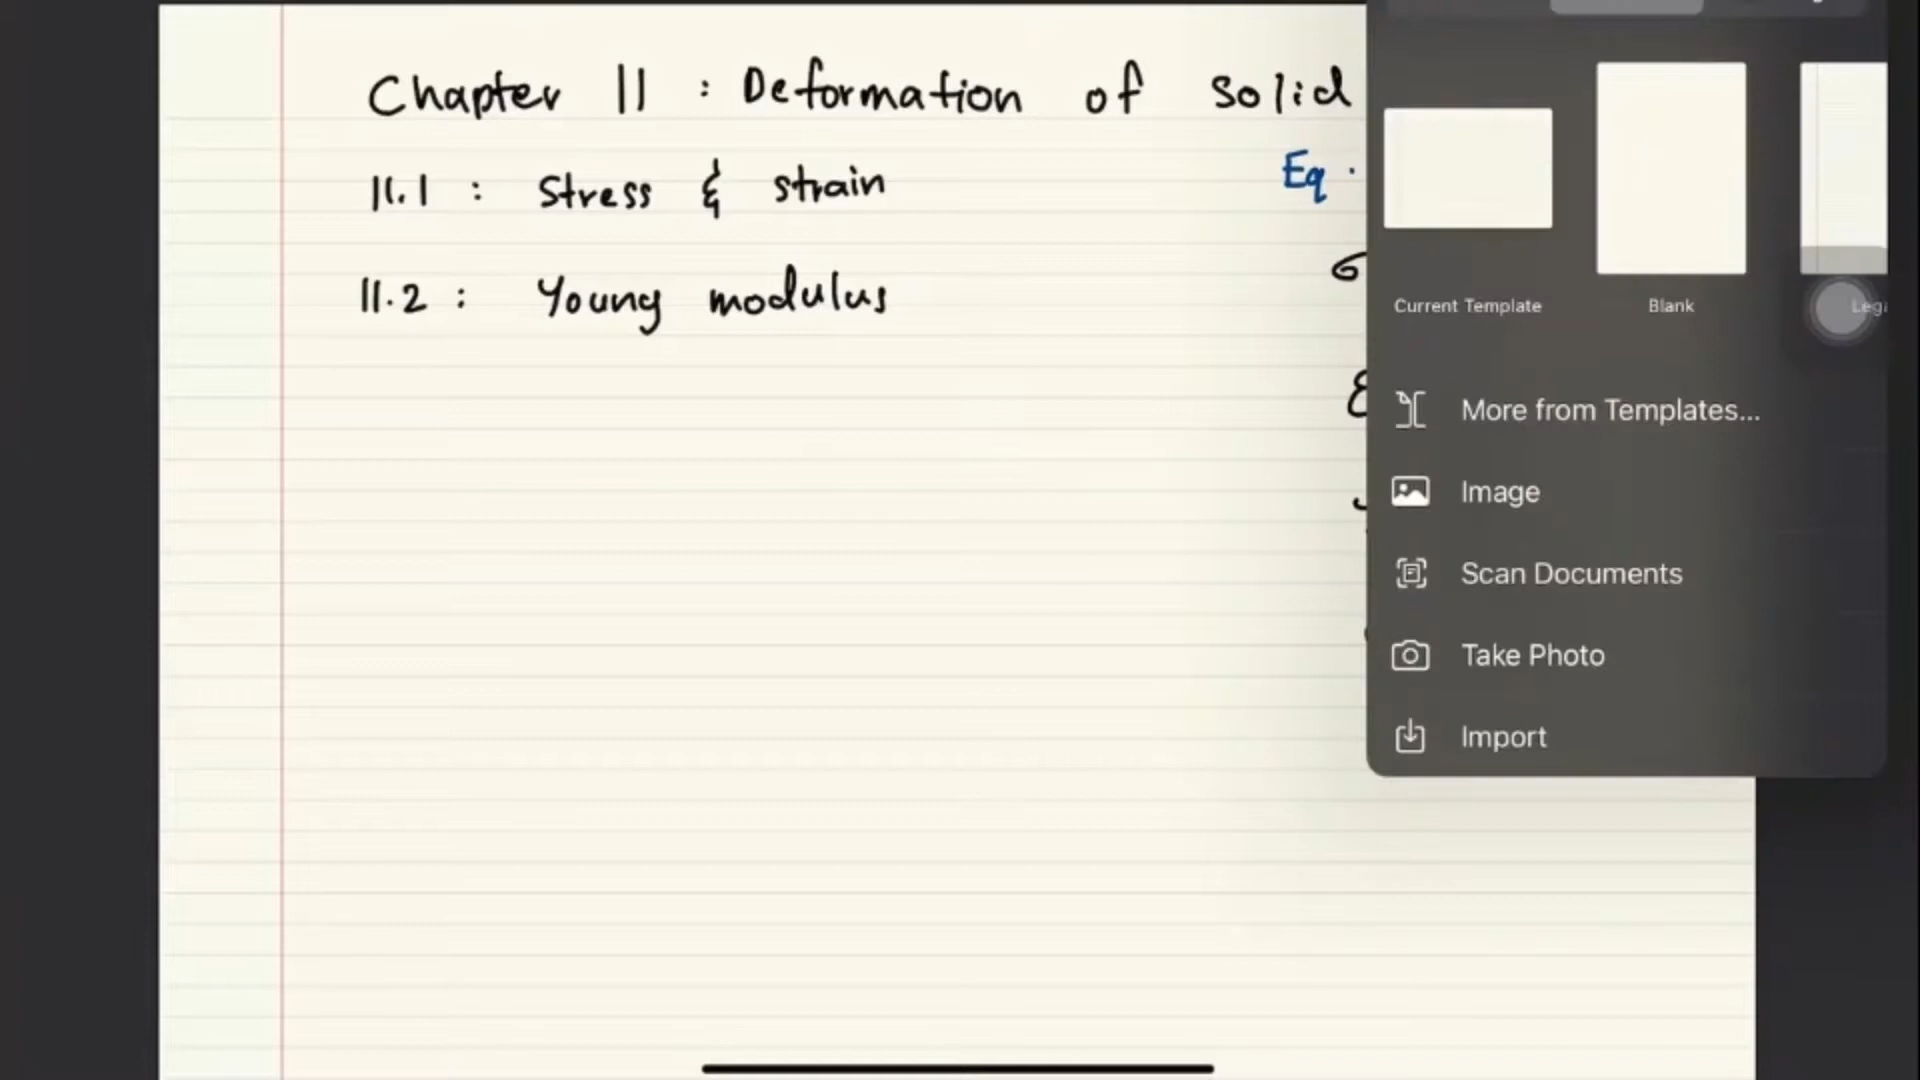 Chapter 11 : Deformation of solid
11.1 : Stress & strain
11.2 : Young modulus
Eq.
σ
ε
Current Template
Blank
More from Templates...
Image
Scan Documents
Take Photo
Import